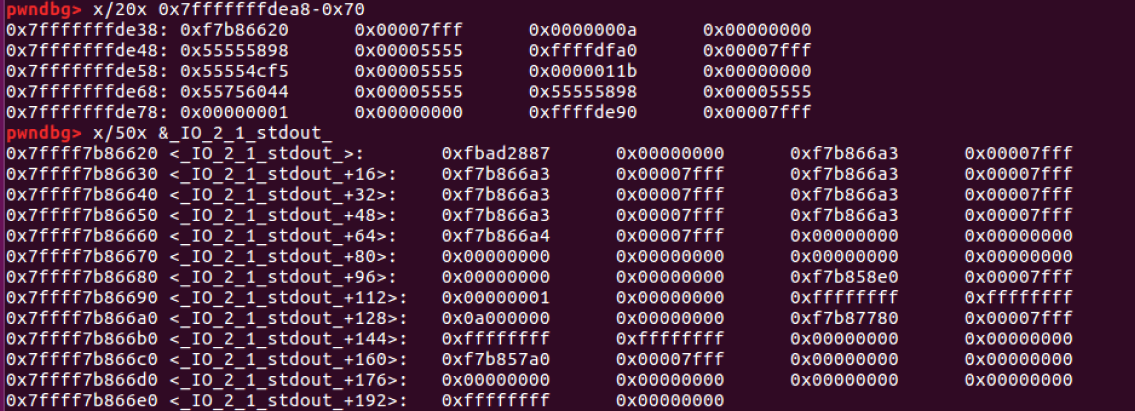 pwndbg> x/20x 0x7fffffffdea8-0x70
0x7fffffffde38: 0xf7b86620 0x00007fff 0x0000000a 0x00000000
0x7fffffffde48: 0x55555898 0x00005555 0xffffdfa0 0x00007fff
0x7fffffffde58: 0x55554cf5 0x00005555 0x0000011b 0x00000000
0x7fffffffde68: 0x55756044 0x00005555 0x55555898 0x00005555
0x7fffffffde78: 0x00000001 0x00000000 0xffffde90 0x00007fff
pwndbg> x/50x &_IO_2_1_stdout_
0x7ffff7b86620 <_IO_2_1_stdout_>: 0xfbad2887 0x00000000 0xf7b866a3 0x00007fff
0x7ffff7b86630 <_IO_2_1_stdout_+16>: 0xf7b866a3 0x00007fff 0xf7b866a3 0x00007fff
0x7ffff7b86640 <_IO_2_1_stdout_+32>: 0xf7b866a3 0x00007fff 0xf7b866a3 0x00007fff
0x7ffff7b86650 <_IO_2_1_stdout_+48>: 0xf7b866a3 0x00007fff 0xf7b866a3 0x00007fff
0x7ffff7b86660 <_IO_2_1_stdout_+64>: 0xf7b866a4 0x00007fff 0x00000000 0x00000000
0x7ffff7b86670 <_IO_2_1_stdout_+80>: 0x00000000 0x00000000 0x00000000 0x00000000
0x7ffff7b86680 <_IO_2_1_stdout_+96>: 0x00000000 0x00000000 0xf7b858e0 0x00007fff
0x7ffff7b86690 <_IO_2_1_stdout_+112>: 0x00000001 0x00000000 0xffffffff 0xffffffff
0x7ffff7b866a0 <_IO_2_1_stdout_+128>: 0x0a000000 0x00000000 0xf7b87780 0x00007fff
0x7ffff7b866b0 <_IO_2_1_stdout_+144>: 0xffffffff 0xffffffff 0x00000000 0x00000000
0x7ffff7b866c0 <_IO_2_1_stdout_+160>: 0xf7b857a0 0x00007fff 0x00000000 0x00000000
0x7ffff7b866d0 <_IO_2_1_stdout_+176>: 0x00000000 0x00000000 0x00000000 0x00000000
0x7ffff7b866e0 <_IO_2_1_stdout_+192>: 0xffffffff 0x00000000